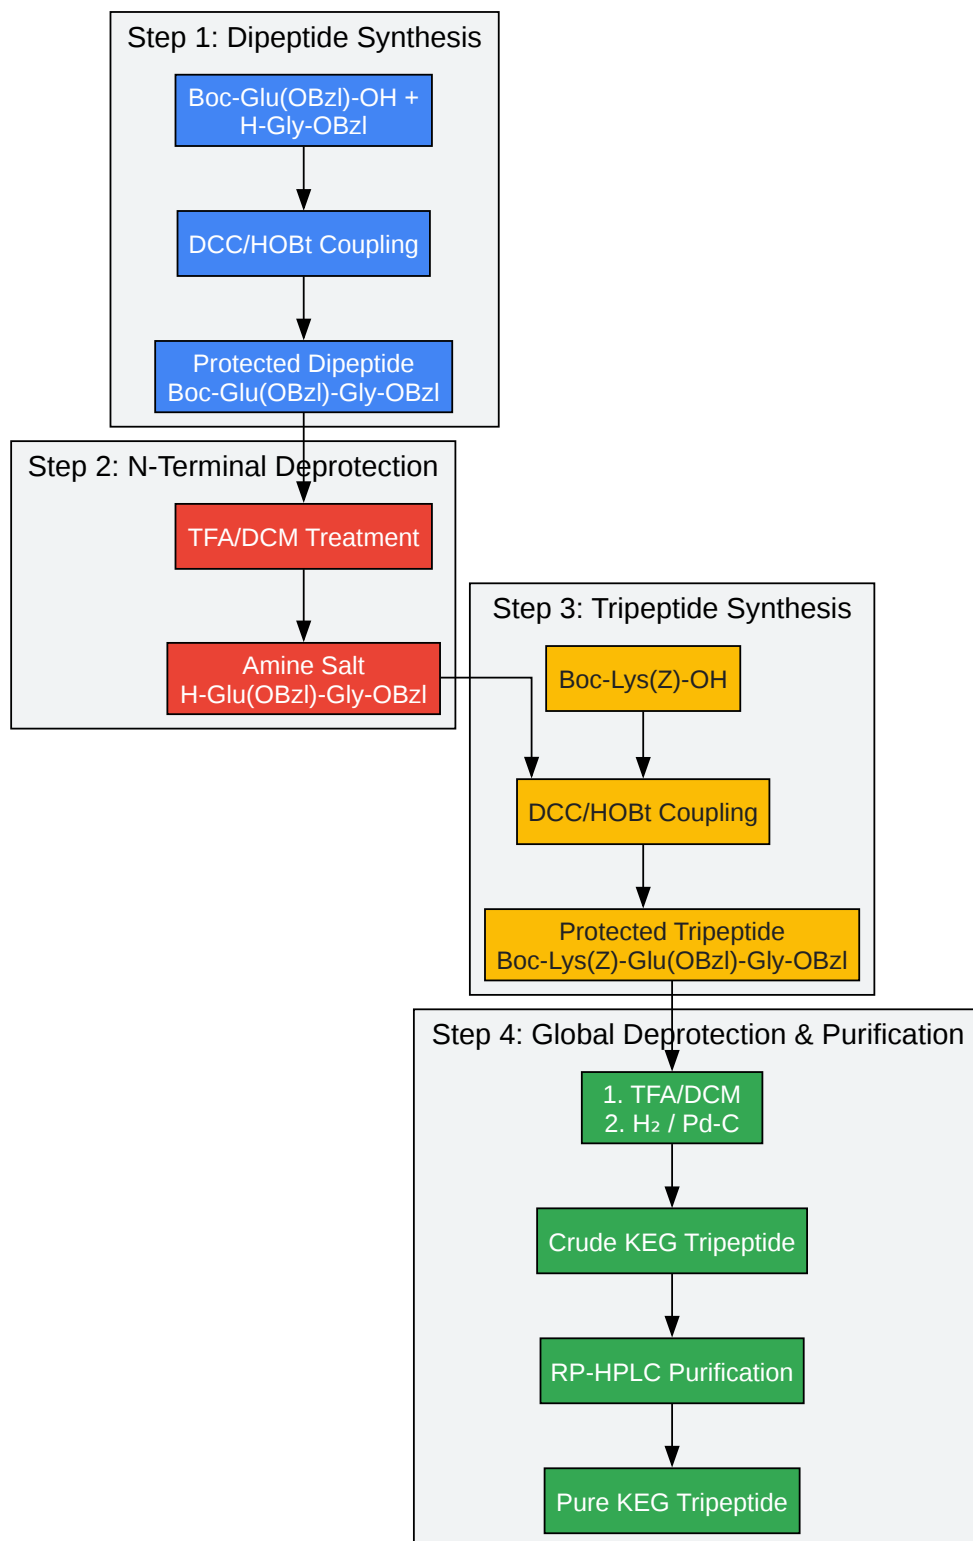 Step 1: Dipeptide Synthesis
Boc-Glu(OBzl)-OH +
H-Gly-OBzl
DCC/HOBt Coupling
Protected Dipeptide
Boc-Glu(OBzl)-Gly-OBzl
Step 2: N-Terminal Deprotection
TFA/DCM Treatment
Amine Salt
H-Glu(OBzl)-Gly-OBzl
Step 3: Tripeptide Synthesis
Boc-Lys(Z)-OH
DCC/HOBt Coupling
Protected Tripeptide
Boc-Lys(Z)-Glu(OBzl)-Gly-OBzl
Step 4: Global Deprotection & Purification
1. TFA/DCM
2. H₂ / Pd-C
Crude KEG Tripeptide
RP-HPLC Purification
Pure KEG Tripeptide